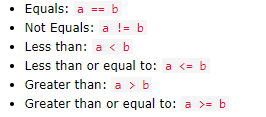 • Equals: a == b
• Not Equals: a != b
• Less than: a < b
• Less than or equal to: a <= b
• Greater than: a > b
• Greater than or equal to: a >= b